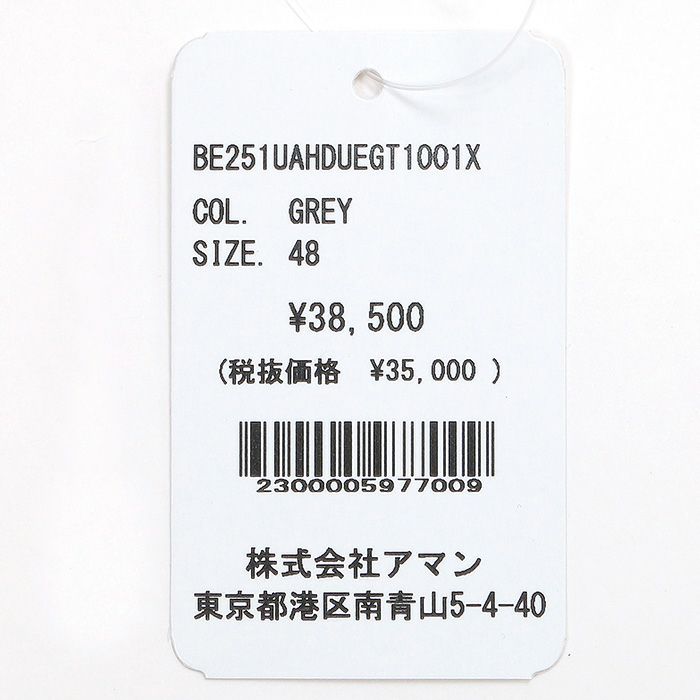 BE251UAHDUEGT1001X
COL. GREY
SIZE. 48
¥38,500
(税抜価格 ¥35,000 )
2300005977009
株式会社アマン
東京都港区南青山5-4-40